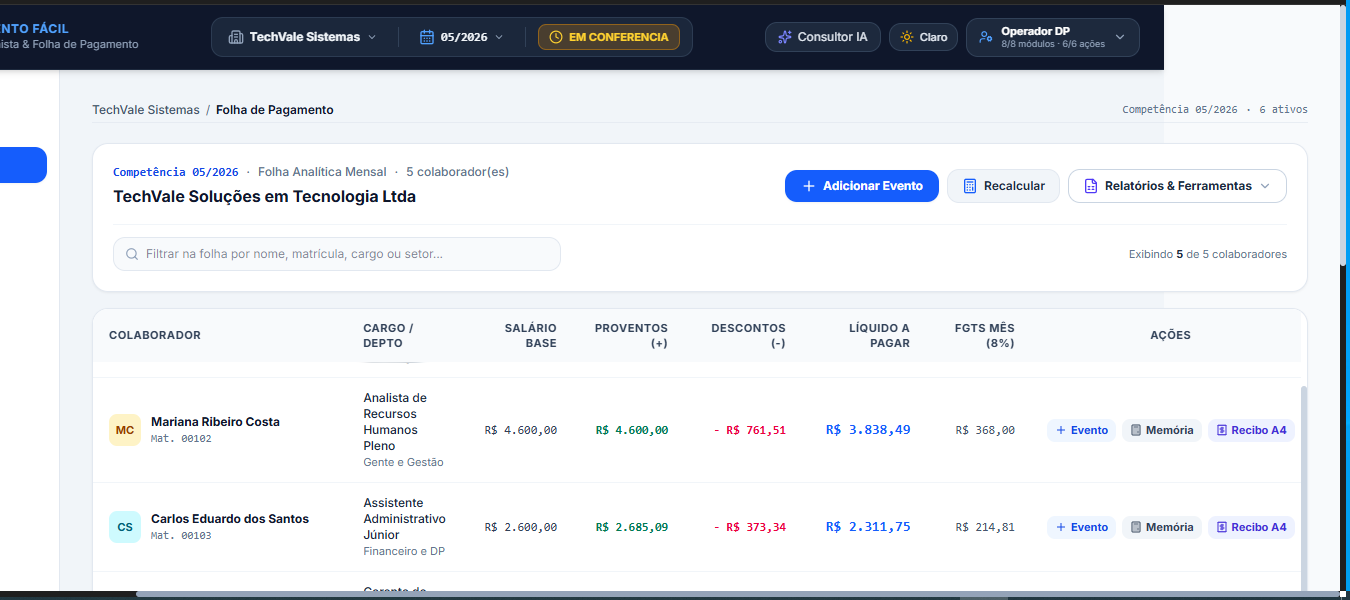 NTO FÁCIL
ista & Folha de Pagamento
TechVale Sistemas
05/2026
EM CONFERENCIA
Consultor IA
Claro
Operador DP
8/8 módulos · 6/6 ações
TechVale Sistemas / Folha de Pagamento
Competência 05/2026 · 6 ativos
Competência 05/2026 · Folha Analítica Mensal · 5 colaborador(es)
TechVale Soluções em Tecnologia Ltda
+ Adicionar Evento
Recalcular
Relatórios & Ferramentas
Filtrar na folha por nome, matrícula, cargo ou setor...
Exibindo 5 de 5 colaboradores
COLABORADOR
CARGO /
DEPTO
SALÁRIO
BASE
PROVENTOS
(+)
DESCONTOS
(-)
LÍQUIDO A
PAGAR
FGTS MÊS
(8%)
AÇÕES
MC
Mariana Ribeiro Costa
Mat. 00102
Analista de
Recursos
Humanos
Pleno
Gente e Gestão
R$ 4.600,00
R$ 4.600,00
- R$ 761,51
R$ 3.838,49
R$ 368,00
+ Evento
Memória
Recibo A4
CS
Carlos Eduardo dos Santos
Mat. 00103
Assistente
Administrativo
Júnior
Financeiro e DP
R$ 2.600,00
R$ 2.685,09
- R$ 373,34
R$ 2.311,75
R$ 214,81
+ Evento
Memória
Recibo A4